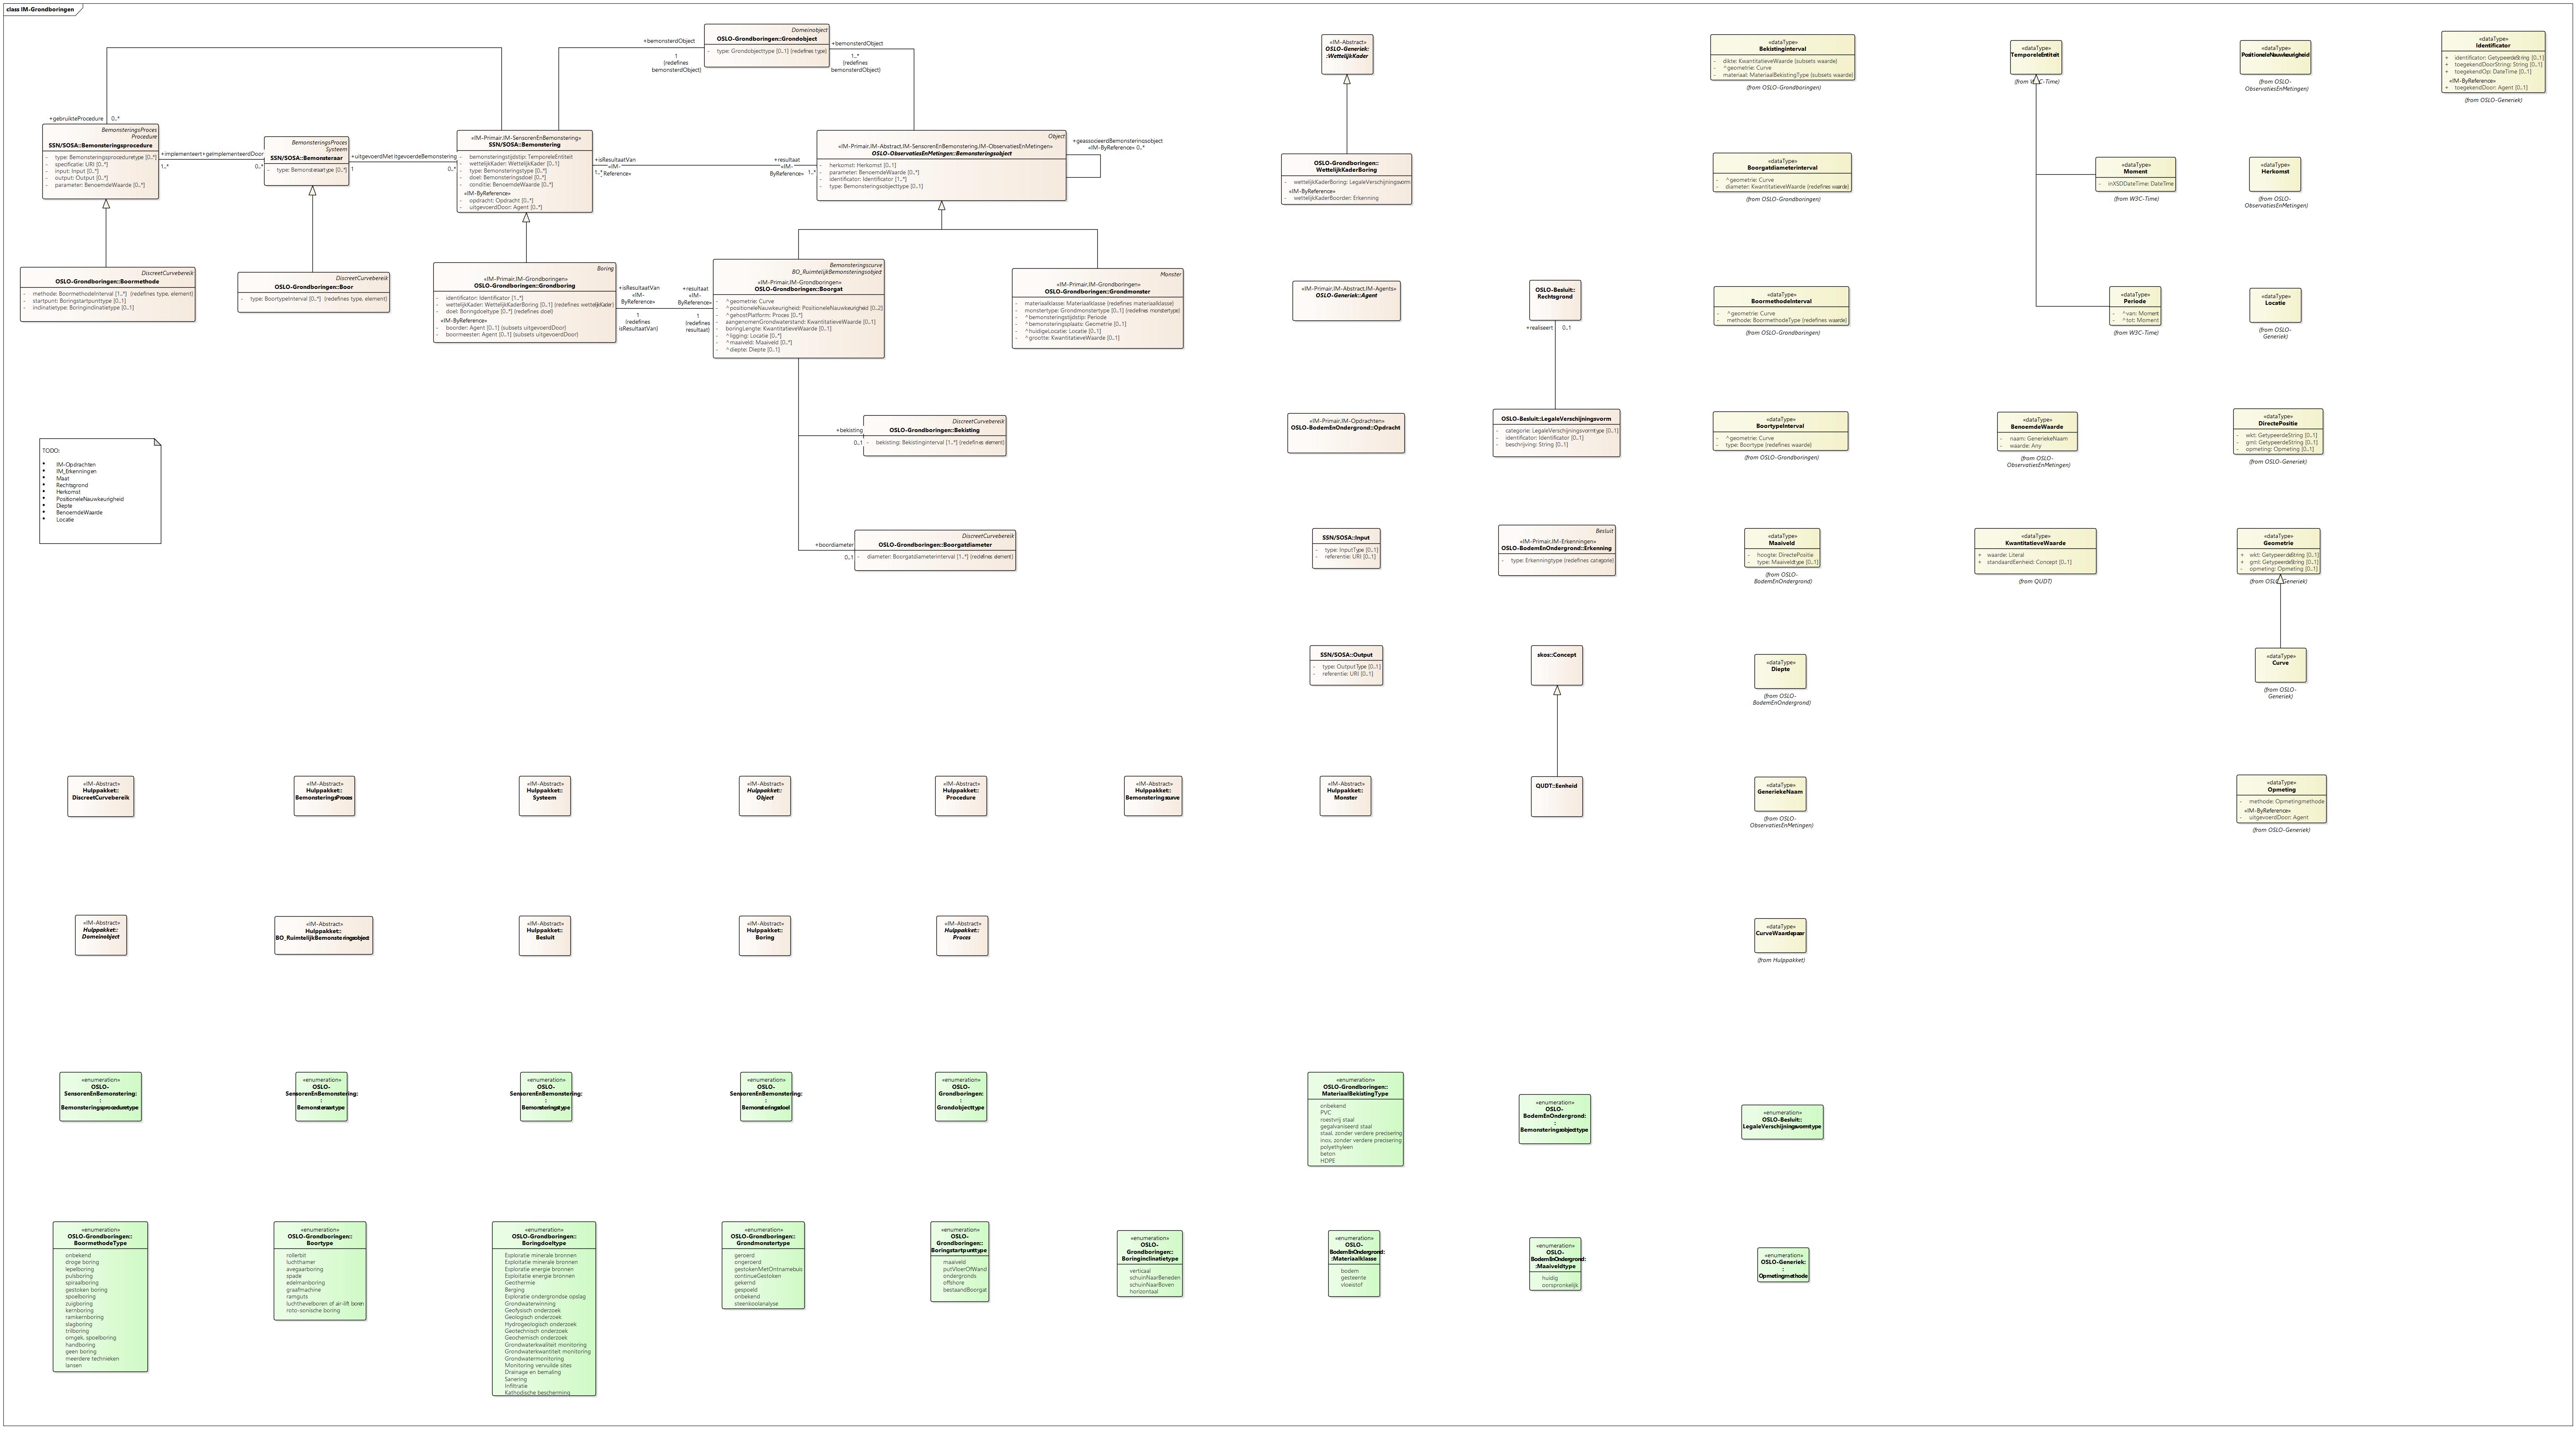 class IM-Grondboringen
Domeinobject
OSLO-Grondboringen::Grondobject
- type: Grondobjecttype [0..1] {redefines type}
+bemonsterdObject
1
{redefines
bemonsterdObject}
+bemonsterdObject
1..*
{redefines
bemonsterdObject}
+gebruikteProcedure 0..*
BemonsteringsProces
Procedure
SSN/SOSA::Bemonsteringsprocedure
- type: Bemonsteringsproceduretype [0..*]
- specificatie: URI [0..*]
- input: Input [0..*]
- output: Output [0..*]
- parameter: BenoemdeWaarde [0..*]
+implementeert
1..*
+geimplementeerdDoor
0..*
BemonsteringsProces
Systeem
SSN/SOSA::Bemonsteraar
- type: Bemonsteraartype [0..*]
+uitgevoerdMet
1
+uitgevoerdeBemonstering
0..*
«IM-Primair.IM-SensorenEnBemonstering»
SSN/SOSA::Bemonstering
- bemonsteringstijdstip: TemporeleEntiteit
- wettelijkKader: WettelijkKader [0..1]
- type: Bemonsteringstype [0..*]
- doel: Bemonsteringsdoel [0..*]
- conditie: BenoemdeWaarde [0..*]
«IM-ByReference»
- opdracht: Opdracht [0..*]
- uitgevoerdDoor: Agent [0..*]
+isResultaatVan
«IM-
1..* Reference»
+resultaat
«IM-
ByReference» 1..*
Object
«IM-Primair.IM-Abstract,IM-SensorenEnBemonstering,IM-ObservatiesEnMetingen»
OSLO-ObservatiesEnMetingen::Bemonsteringsobject
- herkomst: Herkomst [0..1]
- parameter: BenoemdeWaarde [0..*]
- identificator: Identificator [1..*]
- type: Bemonsteringsobjecttype [0..1]
+geassocieerdBemonsteringsobject
«IM-ByReference» 0..*
DiscreetCurvebereik
OSLO-Grondboringen::Boormethode
- methode: BoormethodeInterval [1..*] {redefines type, element}
- startpunt: Boringstartpunttype [0..1]
- inclinatietype: Boringinclinatietype [0..1]
DiscreetCurvebereik
OSLO-Grondboringen::Boor
- type: BoortypeInterval [0..*] {redefines type, element}
Boring
«IM-Primair.IM-Grondboringen»
OSLO-Grondboringen::Grondboring
- identificator: Identificator [1..*]
- wettelijkKader: WettelijkKaderBoring [0..1] {redefines wettelijkKader}
- doel: Boringdoeltype [0..*] {redefines doel}
«IM-ByReference»
- boorder: Agent [0..1] {subsets uitgevoerdDoor}
- boormeester: Agent [0..1] {subsets uitgevoerdDoor}
+isResultaatVan
«IM-
ByReference»
1
{redefines
isResultaatVan}
+resultaat
«IM-
ByReference»
1
{redefines
resultaat}
Bemonsteringscurve
BO_RuimtelijkBemonsteringsobject
«IM-Primair.IM-Grondboringen»
OSLO-Grondboringen::Boorgat
- ^geometrie: Curve
- ^positioneleNauwkeurigheid: PositioneleNauwkeurigheid [0..2]
- ^gehostPlatform: Proces [0..*]
- aangenomenGrondwaterstand: KwantitatieveWaarde [0..1]
- boringLengte: KwantitatieveWaarde [0..1]
- ^ligging: Locatie [0..*]
- ^maaiveld: Maaiveld [0..*]
- ^diepte: Diepte [0..1]
Monster
«IM-Primair.IM-Grondboringen»
OSLO-Grondboringen::Grondmonster
- materiaalklasse: Materiaalklasse {redefines materiaalklasse}
- monstertype: Grondmonstertype [0..1] {redefines monstertype}
- ^bemonsteringstijdstip: Periode
- ^bemonsteringsplaats: Geometrie [0..1]
- ^huidigeLocatie: Locatie [0..1]
- ^grootte: KwantitatieveWaarde [0..1]
+bekisting
0..1
DiscreetCurvebereik
OSLO-Grondboringen::Bekisting
- bekisting: BekistingInterval [1..*] {redefines element}
+boordiameter
0..1
DiscreetCurvebereik
OSLO-Grondboringen::Boorgatdiameter
- diameter: Boorgatdiameterinterval [1..*] {redefines element}
TODO:
• IM-Opdrachten
• IM_Erkenningen
• Maat
• Rechtsgrond
• Herkomst
• PositioneleNauwkeurigheid
• Diepte
• BenoemdeWaarde
• Locatie
«IM-Abstract»
OSLO-Generiek:
:WettelijkKader
OSLO-Grondboringen::
WettelijkKaderBoring
- wettelijkKaderBoring: LegaleVerschijningsvorm
«IM-ByReference»
- wettelijkKaderBoorder: Erkenning
«IM-Primair.IM-Abstract,IM-Agents»
OSLO-Generiek::Agent
OSLO-Besluit::
Rechtsgrond
+realiseert 0..1
«IM-Primair.IM-Opdrachten»
OSLO-BodemEnOndergrond::Opdracht
OSLO-Besluit::LegaleVerschijningsvorm
- categorie: LegaleVerschijningsvormtype [0..1]
- identificator: Identificator [0..1]
- beschrijving: String [0..1]
SSN/SOSA::Input
- type: InputType [0..1]
- referentie: URI [0..1]
Besluit
«IM-Primair.IM-Erkenningen»
OSLO-BodemEnOndergrond::Erkenning
- type: Erkenningtype {redefines categorie}
SSN/SOSA::Output
- type: OutputType [0..1]
- referentie: URI [0..1]
skos::Concept
QUDT::Eenheid
«dataType»
Bekistinginterval
- dikte: KwantitatieveWaarde {subsets waarde}
- ^geometrie: Curve
- materiaal: MateriaalBekistingType {subsets waarde}
(from OSLO-Grondboringen)
«dataType»
Boorgatdiameterinterval
- ^geometrie: Curve
- diameter: KwantitatieveWaarde {redefines waarde}
(from OSLO-Grondboringen)
«dataType»
BoormethodeInterval
- ^geometrie: Curve
- methode: BoormethodeType {redefines waarde}
(from OSLO-Grondboringen)
«dataType»
BoortypeInterval
- ^geometrie: Curve
- type: Boortype {redefines waarde}
(from OSLO-Grondboringen)
«dataType»
Maaiveld
- hoogte: DirectePositie
- type: Maaiveldtype [0..1]
(from OSLO-
BodemEnOndergrond)
«dataType»
Diepte
(from OSLO-
BodemEnOndergrond)
«dataType»
GeneriekeNaam
(from OSLO-
ObservatiesEnMetingen)
«dataType»
CurveWaardepaar
(from Hulppakket)
«dataType»
TemporeleEntiteit
(from W3C-Time)
«dataType»
Moment
- inXSDDateTime: DateTime
(from W3C-Time)
«dataType»
Periode
- ^van: Moment
- ^tot: Moment
(from W3C-Time)
«dataType»
BenoemdeWaarde
- naam: GeneriekeNaam
- waarde: Any
(from OSLO-
ObservatiesEnMetingen)
«dataType»
KwantitatieveWaarde
+ waarde: Literal
+ standaardEenheid: Concept [0..1]
(from QUDT)
«dataType»
PositioneleNauwkeurigheid
(from OSLO-
ObservatiesEnMetingen)
«dataType»
Herkomst
(from OSLO-
ObservatiesEnMetingen)
«dataType»
Locatie
(from OSLO-
Generiek)
«dataType»
DirectePositie
- wkt: GetypeerdeString [0..1]
- gml: GetypeerdeString [0..1]
- opmeting: Opmeting [0..1]
(from OSLO-Generiek)
«dataType»
Geometrie
+ wkt: GetypeerdeString [0..1]
+ gml: GetypeerdeString [0..1]
- opmeting: Opmeting [0..1]
(from OSLO-Generiek)
«dataType»
Curve
(from OSLO-
Generiek)
«dataType»
Opmeting
- methode: Opmetingmethode
«IM-ByReference»
- uitgevoerdDoor: Agent
(from OSLO-Generiek)
«dataType»
Identificator
+ identificator: GetypeerdeString [0..1]
+ toegekendDoorString: String [0..1]
+ toegekendOp: DateTime [0..1]
«IM-ByReference»
+ toegekendDoor: Agent [0..1]
(from OSLO-Generiek)
«IM-Abstract»
Hulppakket::
DiscreetCurvebereik
«IM-Abstract»
Hulppakket::
BemonsteringsProces
«IM-Abstract»
Hulppakket::
Systeem
«IM-Abstract»
Hulppakket::
Object
«IM-Abstract»
Hulppakket::
Procedure
«IM-Abstract»
Hulppakket::
Bemonsteringscurve
«IM-Abstract»
Hulppakket::
Monster
«IM-Abstract»
Hulppakket::
Domeinobject
«IM-Abstract»
Hulppakket::
BO_RuimtelijkBemonsteringsobject
«IM-Abstract»
Hulppakket::
Besluit
«IM-Abstract»
Hulppakket::
Boring
«IM-Abstract»
Hulppakket::
Proces
«enumeration»
OSLO-
SensorenEnBemonstering:
:
Bemonsteringsproceduretype
«enumeration»
OSLO-
SensorenEnBemonstering:
:
Bemonsteraartype
«enumeration»
OSLO-
SensorenEnBemonstering:
:
Bemonsteringstype
«enumeration»
OSLO-
SensorenEnBemonstering:
:
Bemonsteringsdoel
«enumeration»
OSLO-
Grondboringen:
:
Grondobjecttype
«enumeration»
OSLO-Grondboringen::
MateriaalBekistingType
onbekend
PVC
roestvrij staal
gegalvaniseerd staal
staal, zonder verdere precisering
inox, zonder verdere precisering
polyethyleen
beton
HDPE
«enumeration»
OSLO-
BodemEnOndergrond:
:
Bemonsteringsobjecttype
«enumeration»
OSLO-Besluit::
LegaleVerschijningsvormtype
«enumeration»
OSLO-Grondboringen::
BoormethodeType
onbekend
droge boring
lepelboring
pulsboring
spiraalboring
gestoken boring
spoelboring
zuigboring
kernboring
ramkernboring
slagboring
trilboring
omgek. spoelboring
handboring
geen boring
meerdere technieken
lansen
«enumeration»
OSLO-Grondboringen::
Boortype
rollerbit
luchthamer
avegaarboring
spade
edelmanboring
graafmachine
ramguts
luchthevelboren of air-lift boren
roto-sonische boring
«enumeration»
OSLO-Grondboringen::
Boringdoeltype
Exploratie minerale bronnen
Exploitatie minerale bronnen
Exploratie energie bronnen
Exploitatie energie bronnen
Geothermie
Berging
Exploratie ondergrondse opslag
Grondwaterwinning
Geofysisch onderzoek
Geologisch onderzoek
Hydrogeologisch onderzoek
Geotechnisch onderzoek
Geochemisch onderzoek
Grondwaterkwaliteit monitoring
Grondwaterkwantiteit monitoring
Grondwatermonitoring
Monitoring vervuilde sites
Drainage en bemaling
Sanering
Infiltratie
Kathodische bescherming
«enumeration»
OSLO-Grondboringen::
Grondmonstertype
geroerd
ongeroerd
gestokenMetOntnamebuis
continueGestoken
gekernd
gespoeld
onbekend
steenkoolanalyse
«enumeration»
OSLO-
Grondboringen::
Boringstartpunttype
maaiveld
putVloerOfWand
ondergronds
offshore
bestaandBoorgat
«enumeration»
OSLO-
Grondboringen::
Boringinclinatietype
verticaal
schuinNaarBeneden
schuinNaarBoven
horizontaal
«enumeration»
OSLO-
BodemEnOndergrond:
:Materiaalklasse
bodem
gesteente
vloeistof
«enumeration»
OSLO-
BodemEnOndergrond:
:Maaiveldtype
huidig
oorspronkelijk
«enumeration»
OSLO-Generiek:
:
Opmetingmethode